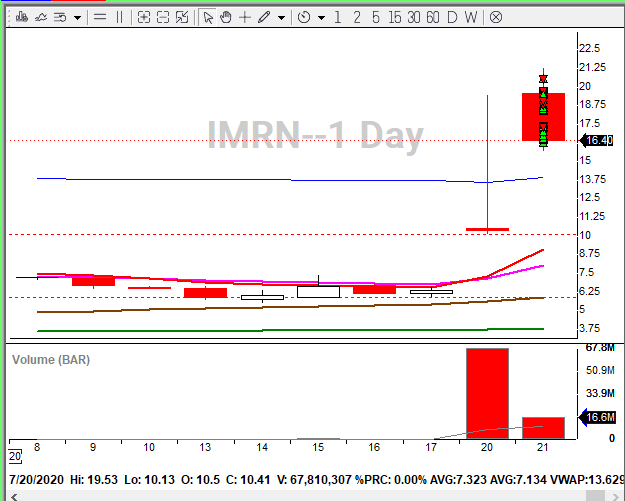 1 2 5 15 30 60 D W
IMRN--1 Day
22.5
21.25
20
18.75
17.5
16.40
15
13.75
12.5
11.25
10
8.75
7.5
6.25
5
3.75
Volume (BAR)
67.8M
50.9M
33.9M
16.6M
0
8 9 10 13 14 15 16 17 20 21
20
7/20/2020 Hi: 19.53 Lo: 10.13 O: 10.5 C: 10.41 V: 67,810,307 %PRC: 0.00% AVG:7.323 AVG:7.134 VWAP:13.629